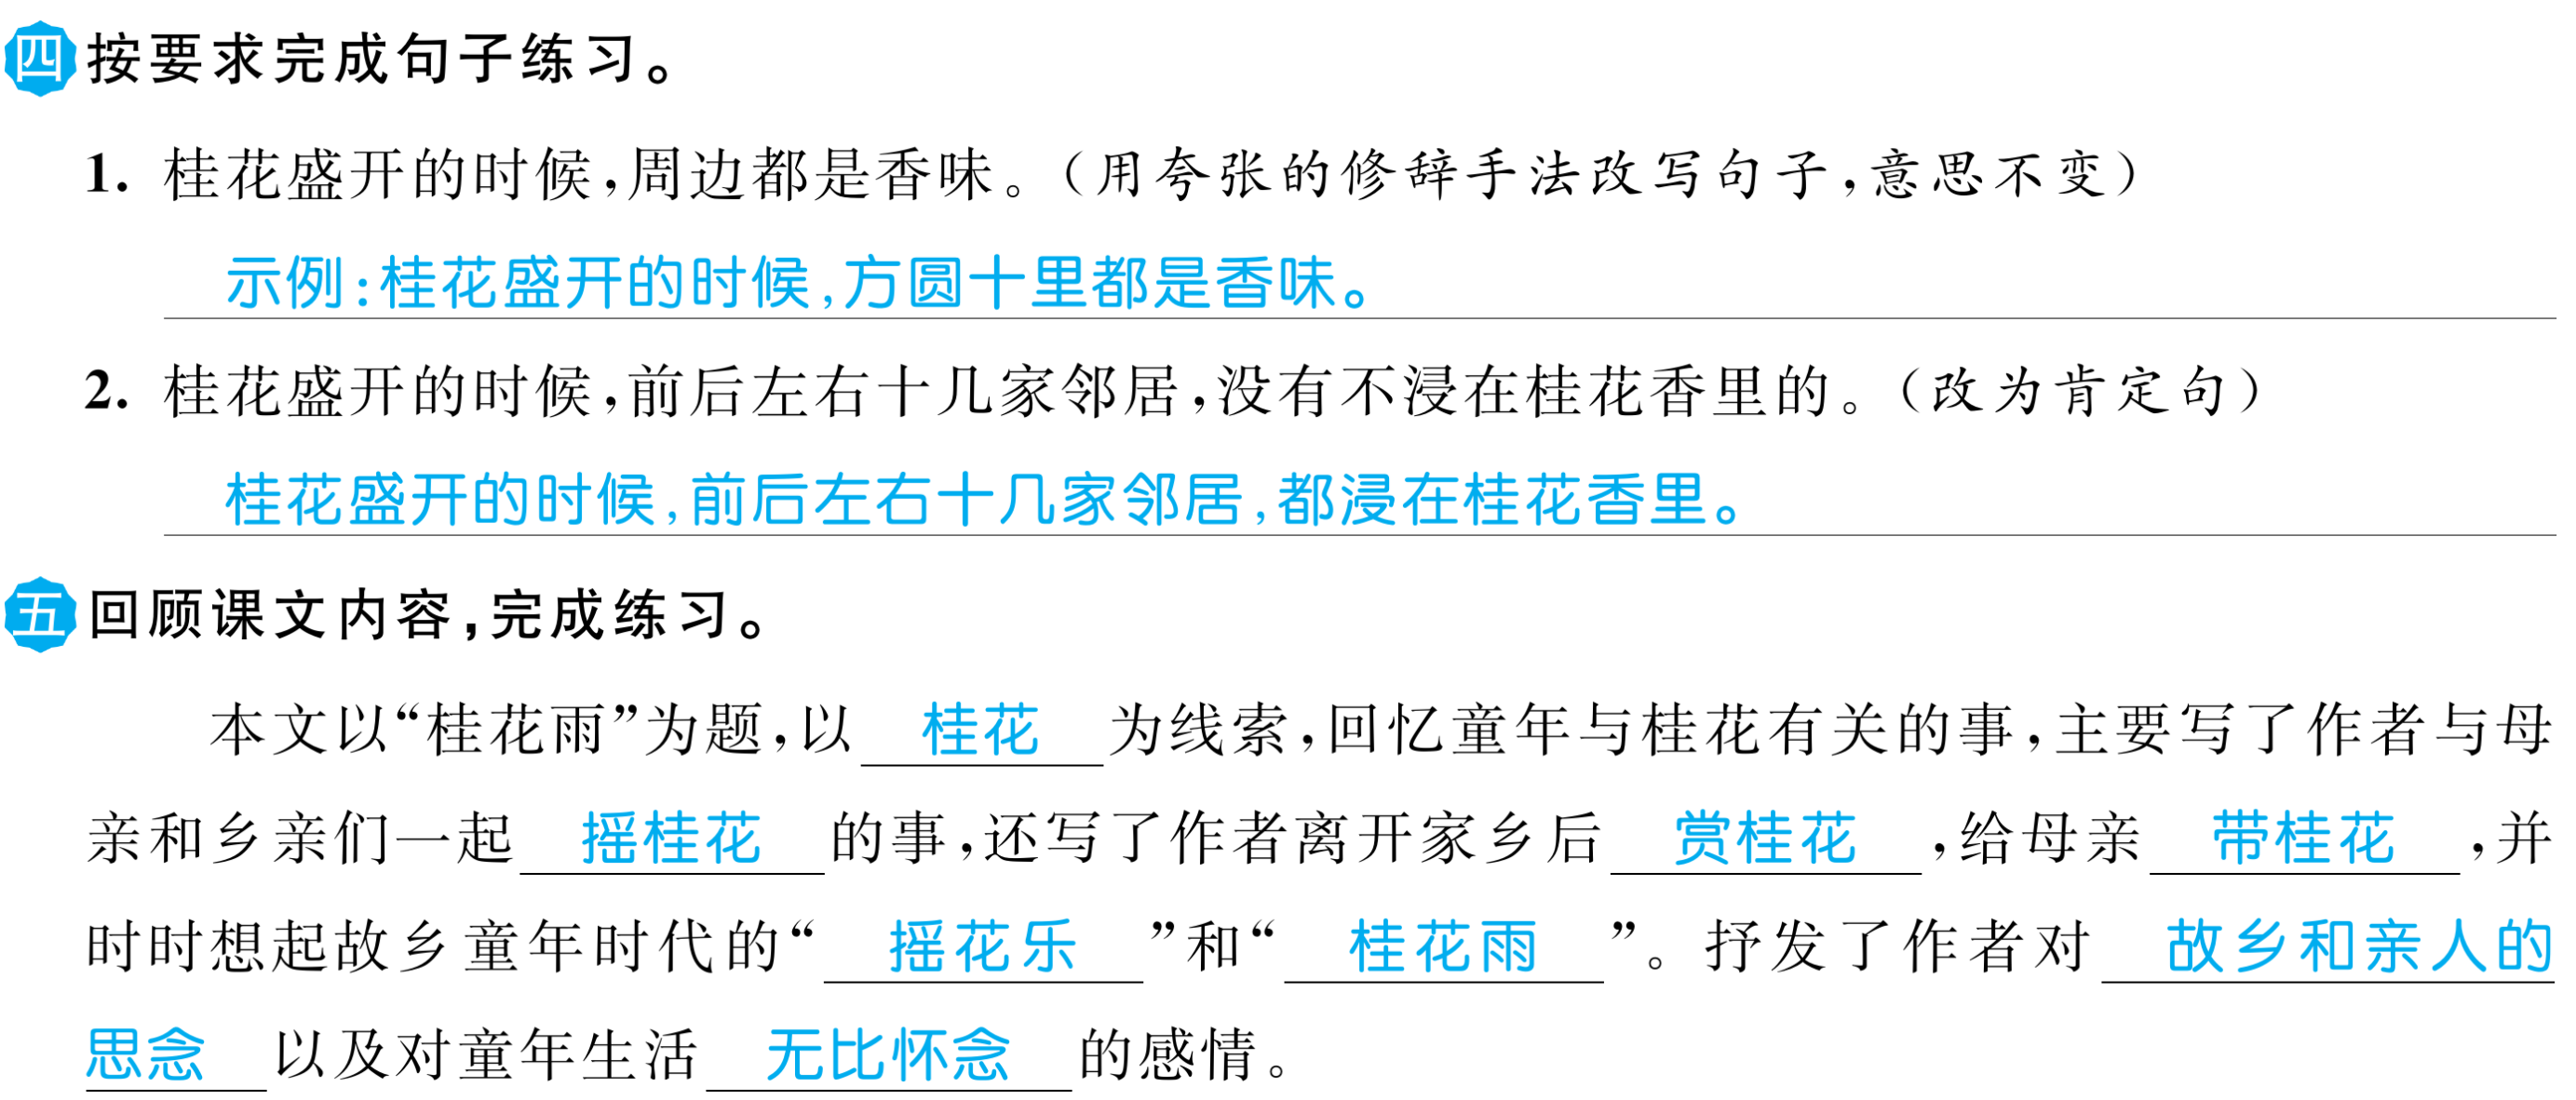 四 按要求完成句子练习。
1. 桂花盛开的时候,周边都是香味。(用夸张的修辞手法改写句子,意思不变)
示例:桂花盛开的时候,方圆十里都是香味。
2. 桂花盛开的时候,前后左右十几家邻居,没有不浸在桂花香里的。(改为肯定句)
桂花盛开的时候,前后左右十几家邻居,都浸在桂花香里。
五 回顾课文内容,完成练习。
本文以“桂花雨”为题,以 桂花 为线索,回忆童年与桂花有关的事,主要写了作者与母
亲和乡亲们一起 摇桂花 的事,还写了作者离开家乡后 赏桂花 ,给母亲 带桂花 ,并
时时想起故乡童年时代的“ 摇花乐 ”和“ 桂花雨 ”。抒发了作者对 故乡和亲人的
思念 以及对童年生活 无比怀念 的感情。